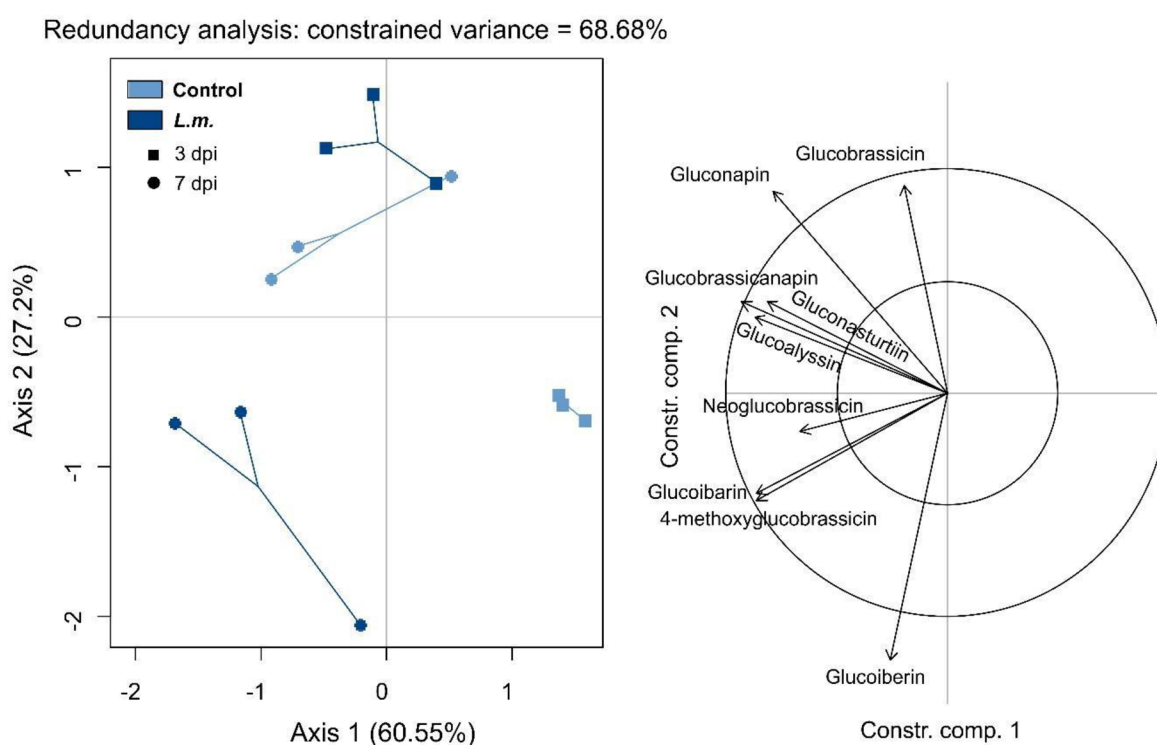 Redundancy analysis: constrained variance = 68.68%
Control
L.m.
3 dpi
7 dpi
1
0
-1
-2
Axis 2 (27.2%)
-2
-1
0
1
Axis 1 (60.55%)
Glucobrassicin
Gluconapin
Glucobrassicanapin
Gluconasturtiin
Glucoalyssin
Neoglucobrassicin
Glucoibarin
4-methoxyglucobrassicin
Glucoiberin
Constr. comp. 2
Constr. comp. 1